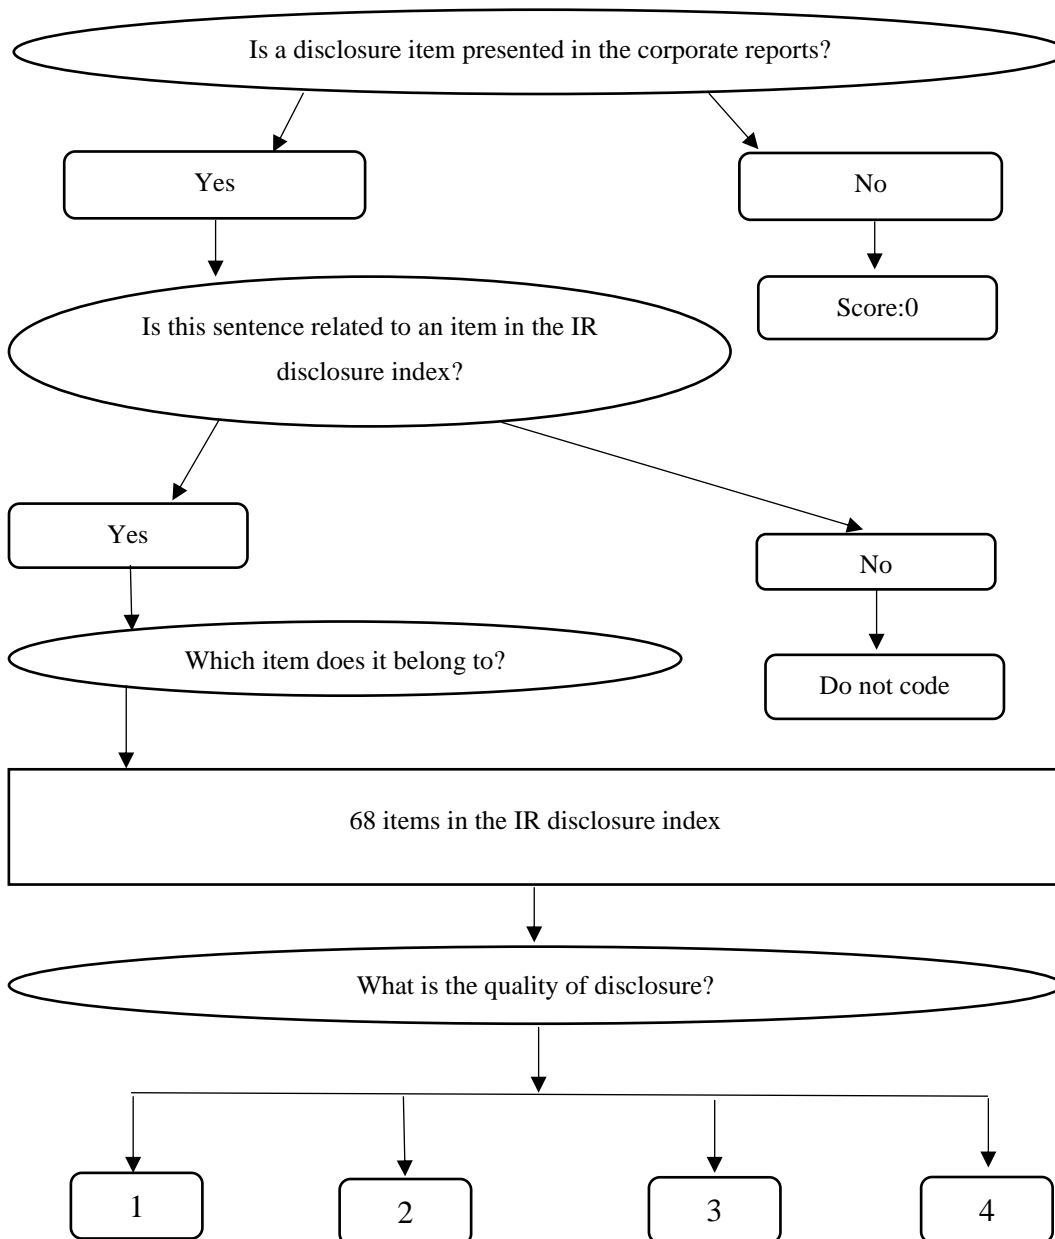 Is a disclosure item presented in the corporate reports?
Yes
No
Score:0
Is this sentence related to an item in the IR
disclosure index?
Yes
No
Which item does it belong to?
Do not code
68 items in the IR disclosure index
What is the quality of disclosure?
1
2
3
4